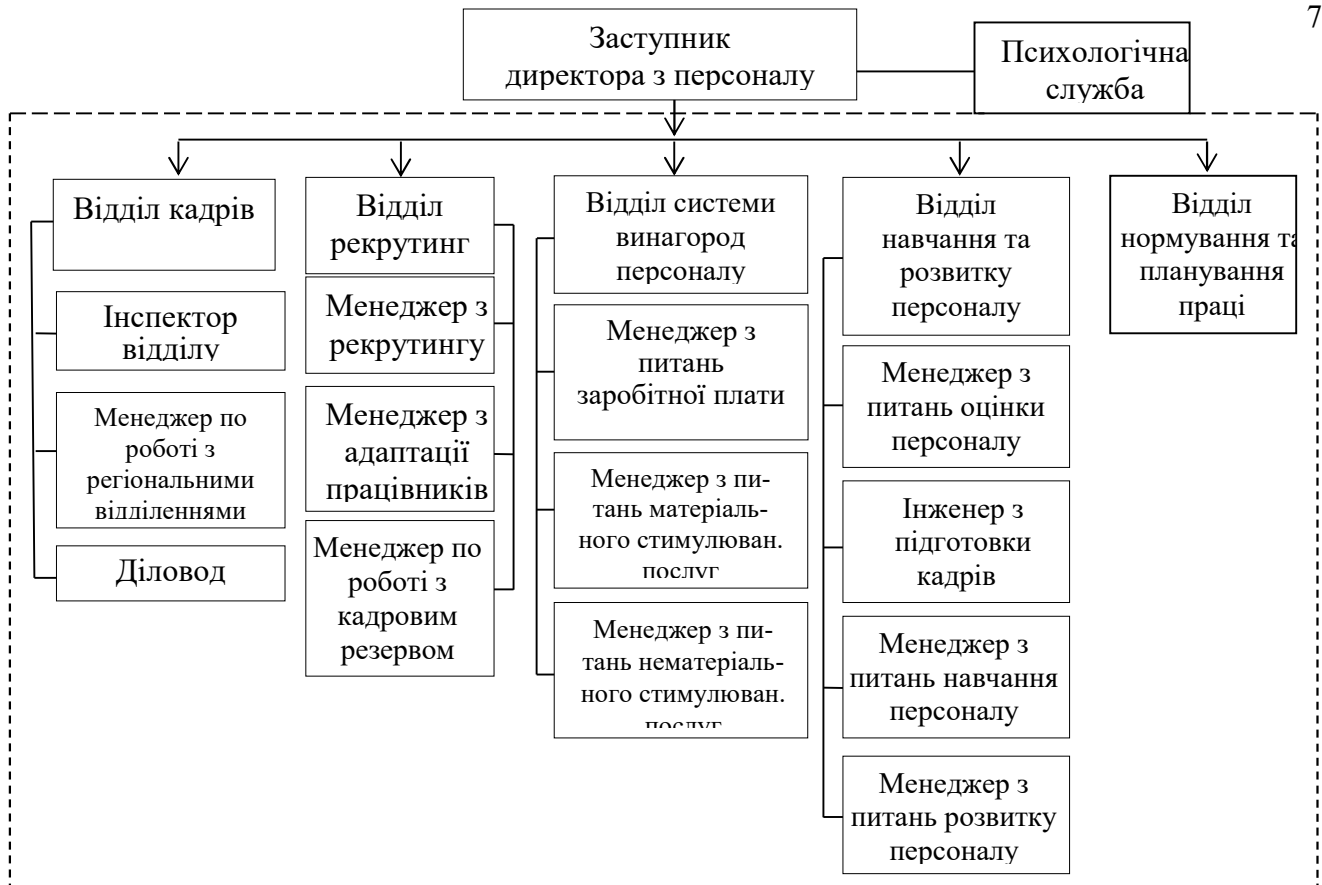 7
Заступник
директора з персоналу
Психологічна
служба
Відділ кадрів
Інспектор
відділу
Менеджер по
роботі з
регіональними
відділеннями
Діловод
Відділ
рекрутинг
Менеджер з
рекрутингу
Менеджер з
адаптації
працівників
Менеджер по
роботі з
кадровим
резервом
Відділ системи
винагород
персоналу
Менеджер з
питань
заробітної плати
Менеджер з пи-
тань матеріаль-
ного стимулюван.
послуг
Менеджер з пи-
тань нематеріаль-
ного стимулюван.
послуг
Відділ
навчання та
розвитку
персоналу
Менеджер з
питань оцінки
персоналу
Інженер з
підготовки
кадрів
Менеджер з
питань навчання
персоналу
Менеджер з
питань розвитку
персоналу
Відділ
нормування та
планування
праці